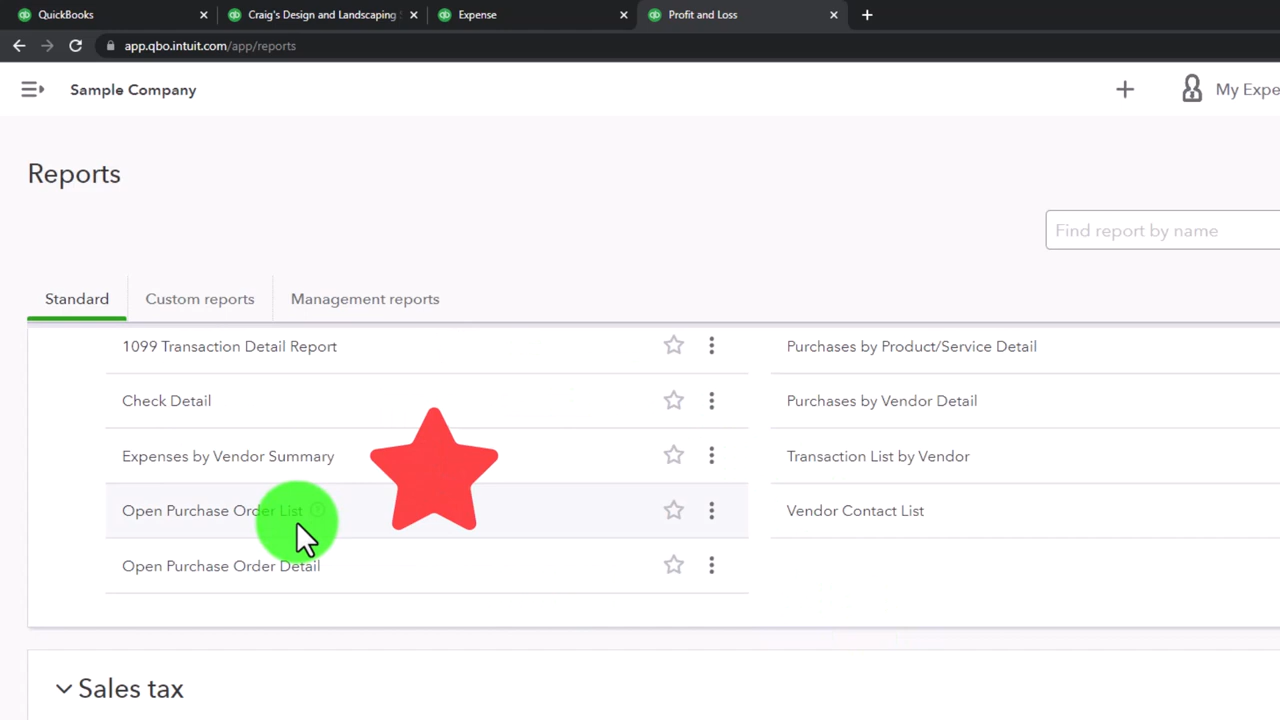 QuickBooks
Craig's Design and Landscaping
Expense
Profit and Loss
app.qbo.intuit.com/app/reports
Sample Company
My Expe
Reports
Find report by name
Standard
Custom reports
Management reports
1099 Transaction Detail Report
Purchases by Product/Service Detail
Check Detail
Purchases by Vendor Detail
Expenses by Vendor Summary
Transaction List by Vendor
Open Purchase Order List
Vendor Contact List
Open Purchase Order Detail
Sales tax